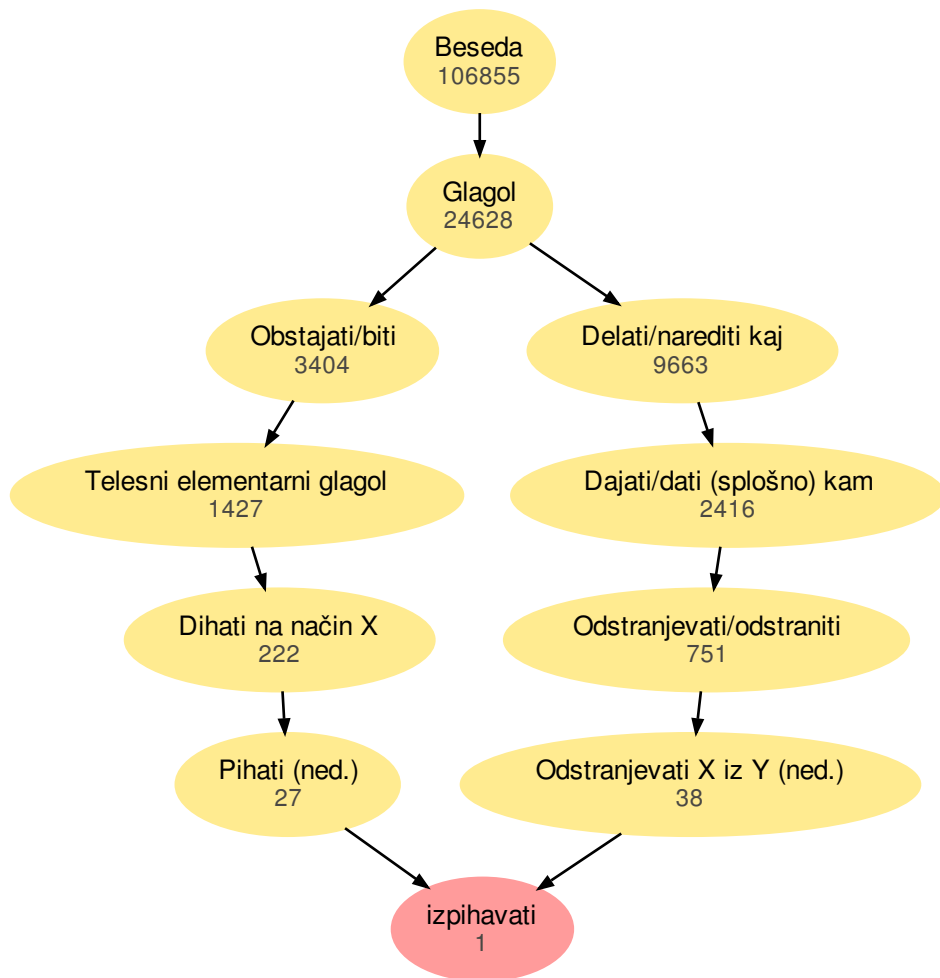 Beseda
106855
Glagol
24628
Obstajati/biti
3404
Delati/narediti kaj
9663
Telesni elementarni glagol
1427
Dajati/dati (splošno) kam
2416
Dihati na način X
222
Odstranjevati/odstraniti
751
Pihati (ned.)
27
Odstranjevati X iz Y (ned.)
38
izpihavati
1